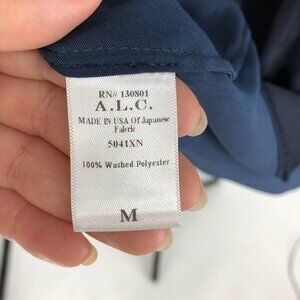 RN# 130801
A.L.C.
MADE IN USA Of Japanese
Fabric
5041XN
100% Washed Polyester
M